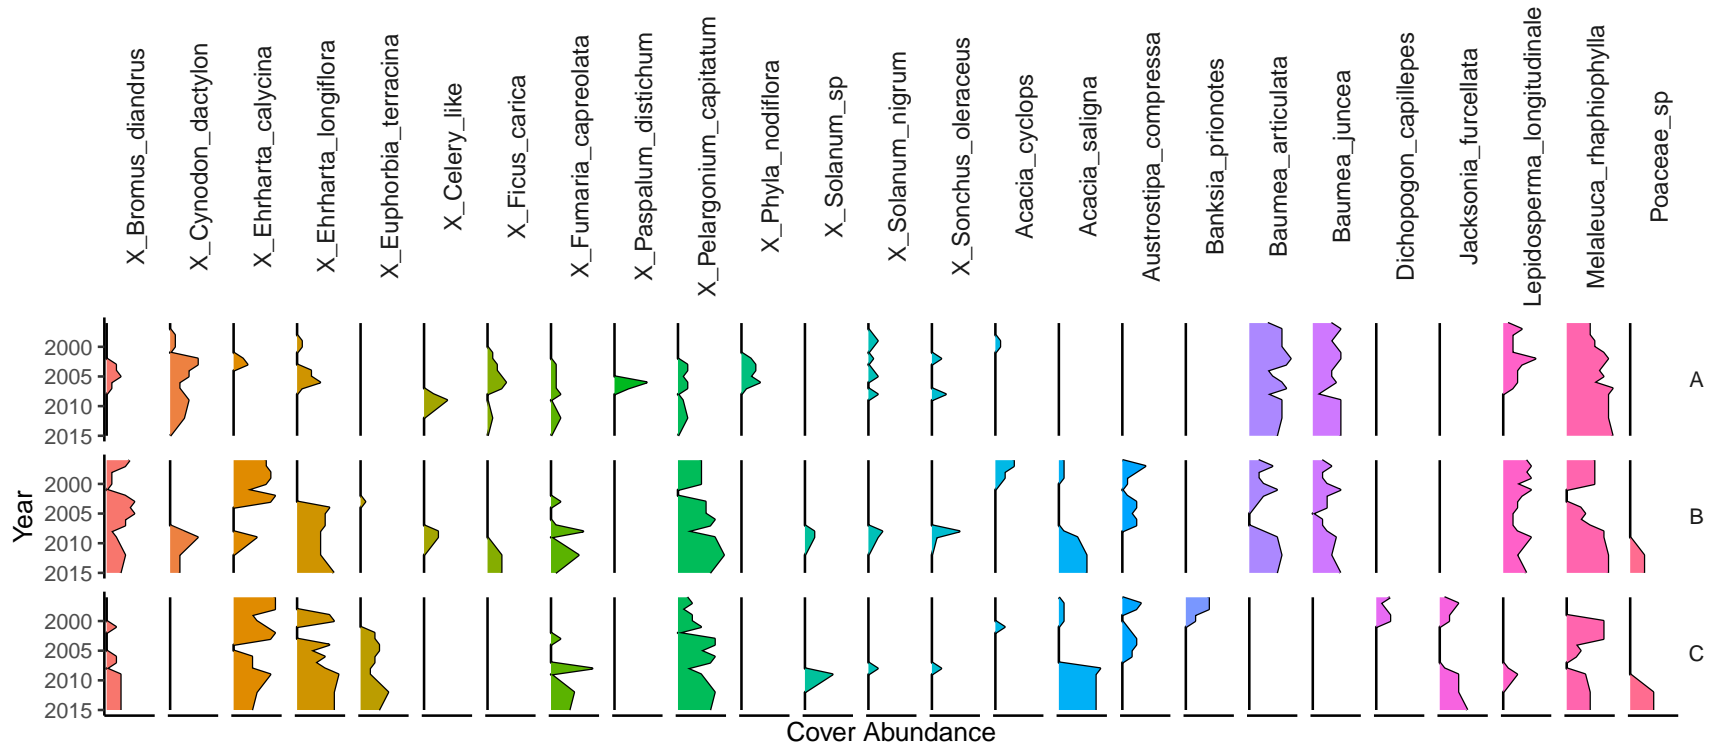 X_Bromus_diandrus
X_Cynodon_dactylon
X_Ehrharta_calycina
X_Ehrharta_longiflora
X_Euphorbia_terracina
X_Celery_like
X_Ficus_carica
X_Fumaria_capreolata
X_Paspalum_distichum
X_Pelargonium_capitatum
X_Phyla_nodiflora
X_Solanum_sp
X_Solanum_nigrum
X_Sonchus_oleraceus
Acacia_cyclops
Acacia_saligna
Austrostipa_compressa
Banksia_prionotes
Baumea_articulata
Baumea_juncea
Dichopogon_capillepes
Jacksonia_furcellata
Lepidosperma_longitudinale
Melaleuca_rhaphiophylla
Poaceae_sp
2000
2005
2010
2015
A
2000
2005
2010
2015
B
2000
2005
2010
2015
C
Year
Cover Abundance